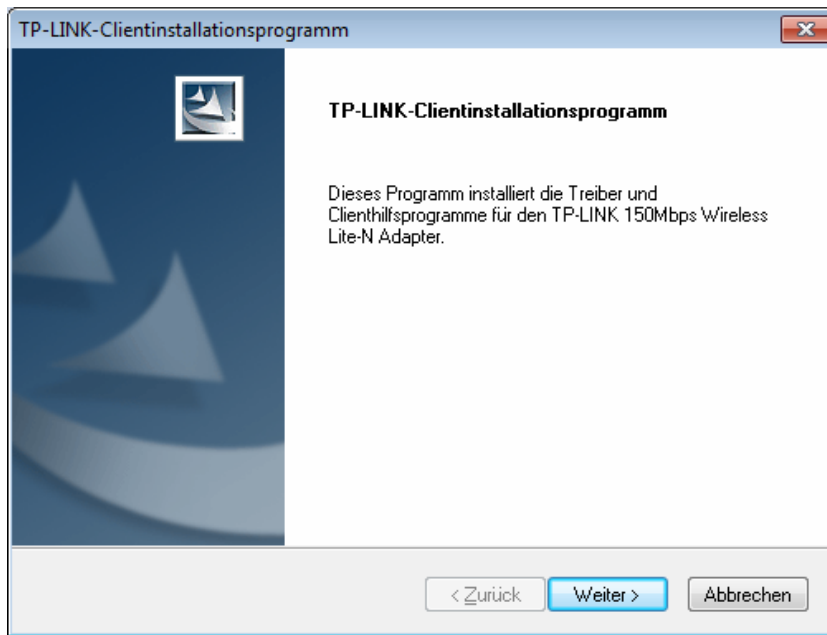 TP-LINK-Clientinstallationsprogramm
TP-LINK-Clientinstallationsprogramm
Dieses Programm installiert die Treiber und
Clienthilfsprogramme für den TP-LINK 150Mbps Wireless
Lite-N Adapter.
< Zurück
Weiter >
Abbrechen